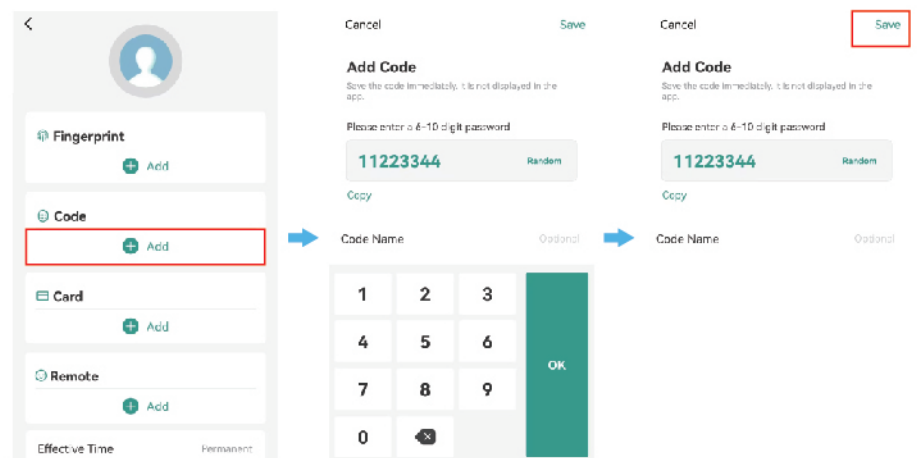 Fingerprint
Add
Code
Add
Card
Add
Remote
Add
Effective Time Permanent
Cancel Save
Add Code
Save the code immediately. It is not displayed in the
app.
Please enter a 6-10 digit password
11223344 Random
Copy
Code Name Optional
1 2 3
4 5 6
OK
7 8 9
0
Cancel Save
Add Code
Save the code immediately. It is not displayed in the
app.
Please enter a 6-10 digit password
11223344 Random
Copy
Code Name Optional